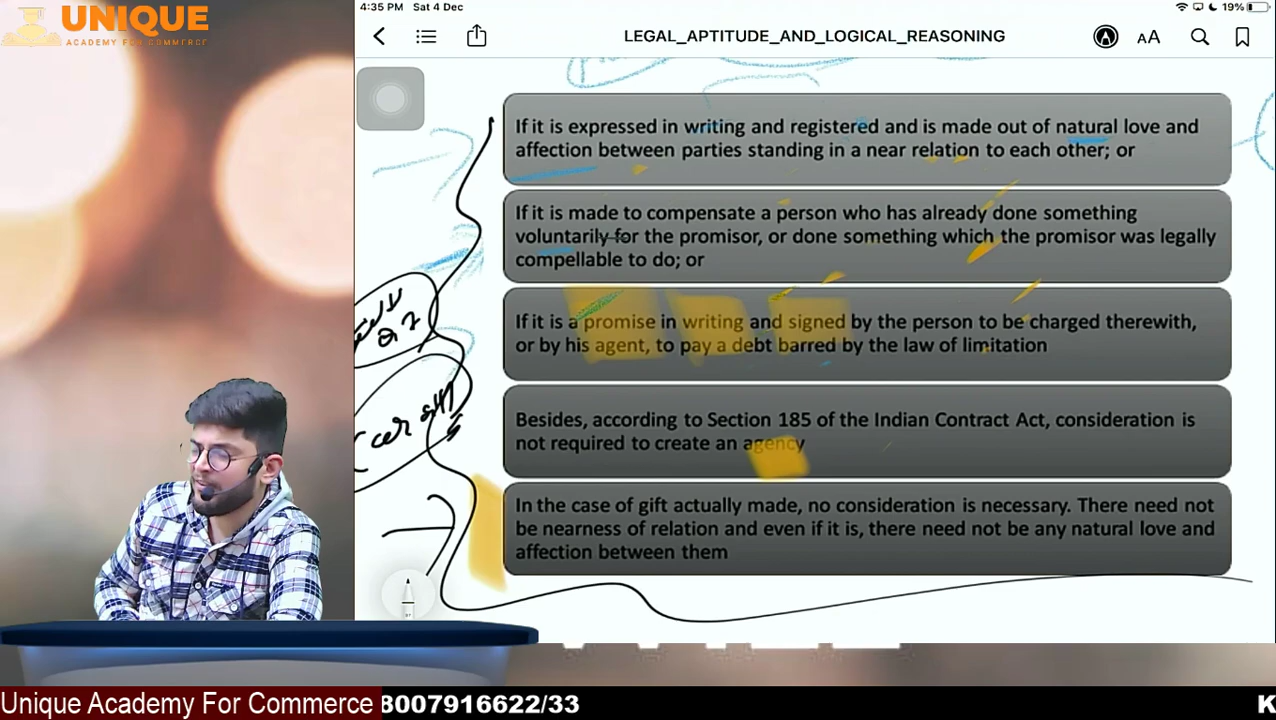 4:35 PM Sat 4 Dec
19%
UNIQUE
ACADEMY FOR COMMERCE
LEGAL_APTITUDE_AND_LOGICAL_REASONING
AA
If it is expressed in writing and registered and is made out of natural love and
affection between parties standing in a near relation to each other; or
If it is made to compensate a person who has already done something
voluntarily for the promisor, or done something which the promisor was legally
compellable to do; or
If it is a promise in writing and signed by the person to be charged therewith,
or by his agent, to pay a debt barred by the law of limitation
Besides, according to Section 185 of the Indian Contract Act, consideration is
not required to create an agency
In the case of gift actually made, no consideration is necessary. There need not
be nearness of relation and even if it is, there need not be any natural love and
affection between them
Unique Academy For Commerce 8007916622/33
K